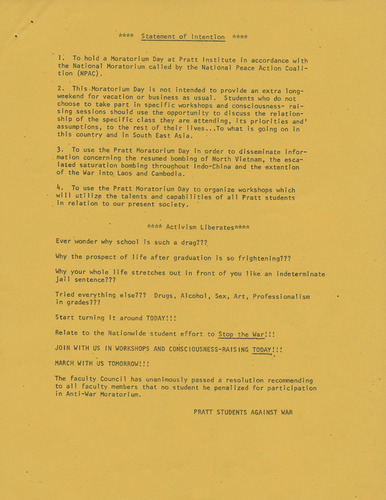 **** Statement of Intention ****
1. To hold a Moratorium Day at Pratt Institute in accordance with
the National Moratorium called by the National Peace Action Coali-
tion (NPAC).
2. This Moratorium Day is not intended to provide an extra long-
weekend for vacation or business as usual. Students who do not
choose to take part in specific workshops and consciousness- rai-
sing sessions should use the opportunity to discuss the relation-
ship of the specific class they are attending, its priorities and'
assumptions, to the rest of their lives...To what is going on in
this country and in South East Asia.
3. To use the Pratt Moratorium Day in order to disseminate infor-
mation concerning the resumed bombing of North Vietnam, the esca-
lated saturation bombing throughout Indo-China and the extention
of the War into Laos and Cambodia.
4. To use the Pratt Moratorium Day to organize workshops which
will utilize the talents and capabilities of all Pratt students
in relation to our present society.
**** Activism Liberates****
Ever wonder why school is such a drag???
Why the prospect of life after graduation is so frightening???
Why your whole life stretches out in front of you like an indeterminate
jail sentence???
Tried everything else??? Drugs, Alcohol, Sex, Art, Professionalism
in grades???
Start turning it around TODAY!!!
Relate to the Nationwide student effort to Stop the War!!!
JOIN WITH US IN WORKSHOPS AND CONSCIOUSNESS-RAISING TODAY!!!
MARCH WITH US TOMORROW!!!
The faculty Council has unanimously passed a resolution recommending
to all faculty members that no student be penalized for participation
in Anti-War Moratorium.
PRATT STUDENTS AGAINST WAR